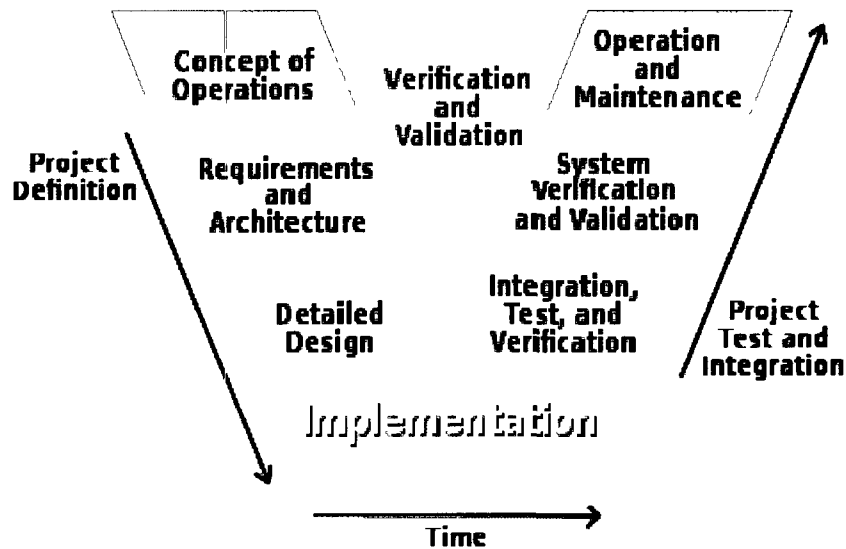 Concept of
Operations
Verification
and
Validation
Operation
and
Maintenance
Project
Definition
Requirements
and
Architecture
System
Verification
and Validation
Detailed
Design
Integration,
Test, and
Verification
Project
Test and
Integration
Implementation
Time